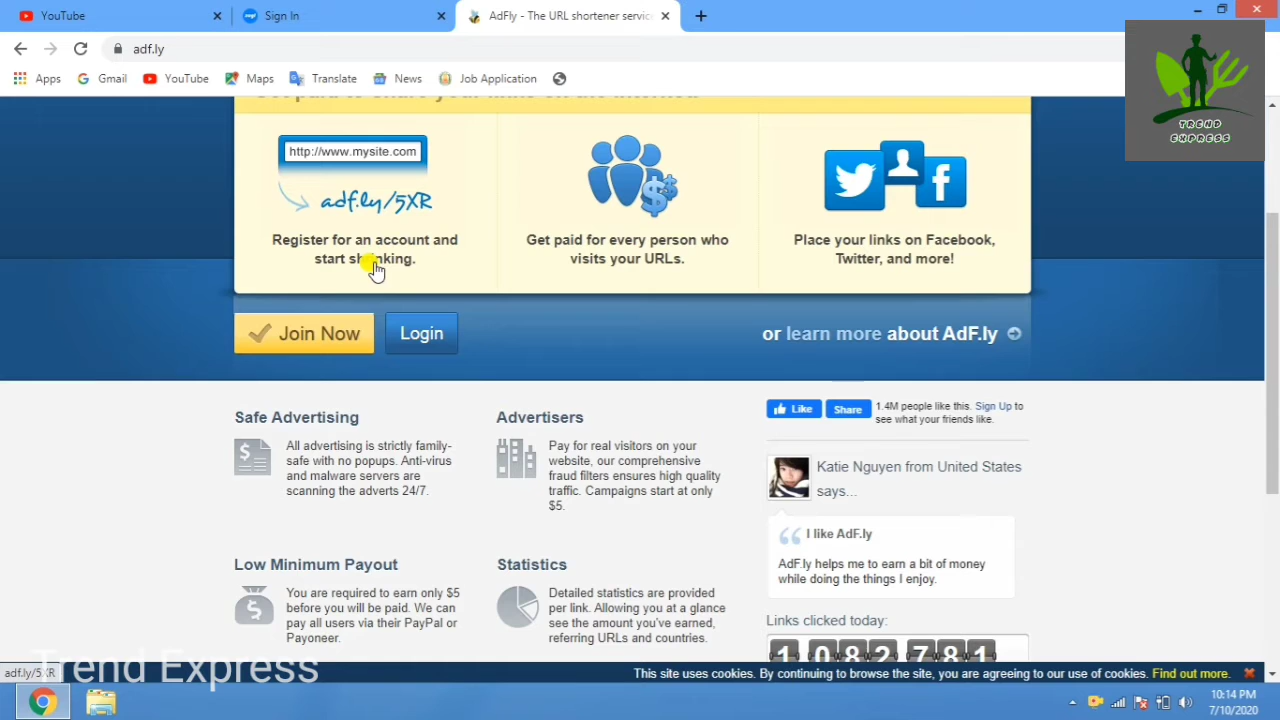 YouTube
Sign In
AdFly - The URL shortener servic
adf.ly
Apps
Gmail
YouTube
Maps
Translate
News
Job Application
TREND
EXPRESS
http://www.mysite.com
adf.ly/5XR
Register for an account and
start shrinking.
Get paid for every person who
visits your URLs.
Place your links on Facebook,
Twitter, and more!
Join Now
Login
or learn more about AdF.ly
Safe Advertising
All advertising is strictly family-
safe with no popups. Anti-virus
and malware servers are
scanning the adverts 24/7.
Advertisers
Pay for real visitors on your
website, our comprehensive
fraud filters ensures high quality
traffic. Campaigns start at only
$5.
Like
Share
1.4M people like this. Sign Up to
see what your friends like.
Katie Nguyen from United States
says...
I like AdF.ly
AdF.ly helps me to earn a bit of money
while doing the things I enjoy.
Low Minimum Payout
You are required to earn only $5
before you will be paid. We can
pay all users via their PayPal or
Payoneer.
Statistics
Detailed statistics are provided
per link. Allowing you at a glance
see the amount you've earned,
referring URLs and countries.
Links clicked today:
1 0 8 2 7 8 1
adf.ly/5XR
Trend Express
This site uses cookies. By continuing to browse the site, you are agreeing to our use of cookies. Find out more.
10:14 PM
7/10/2020